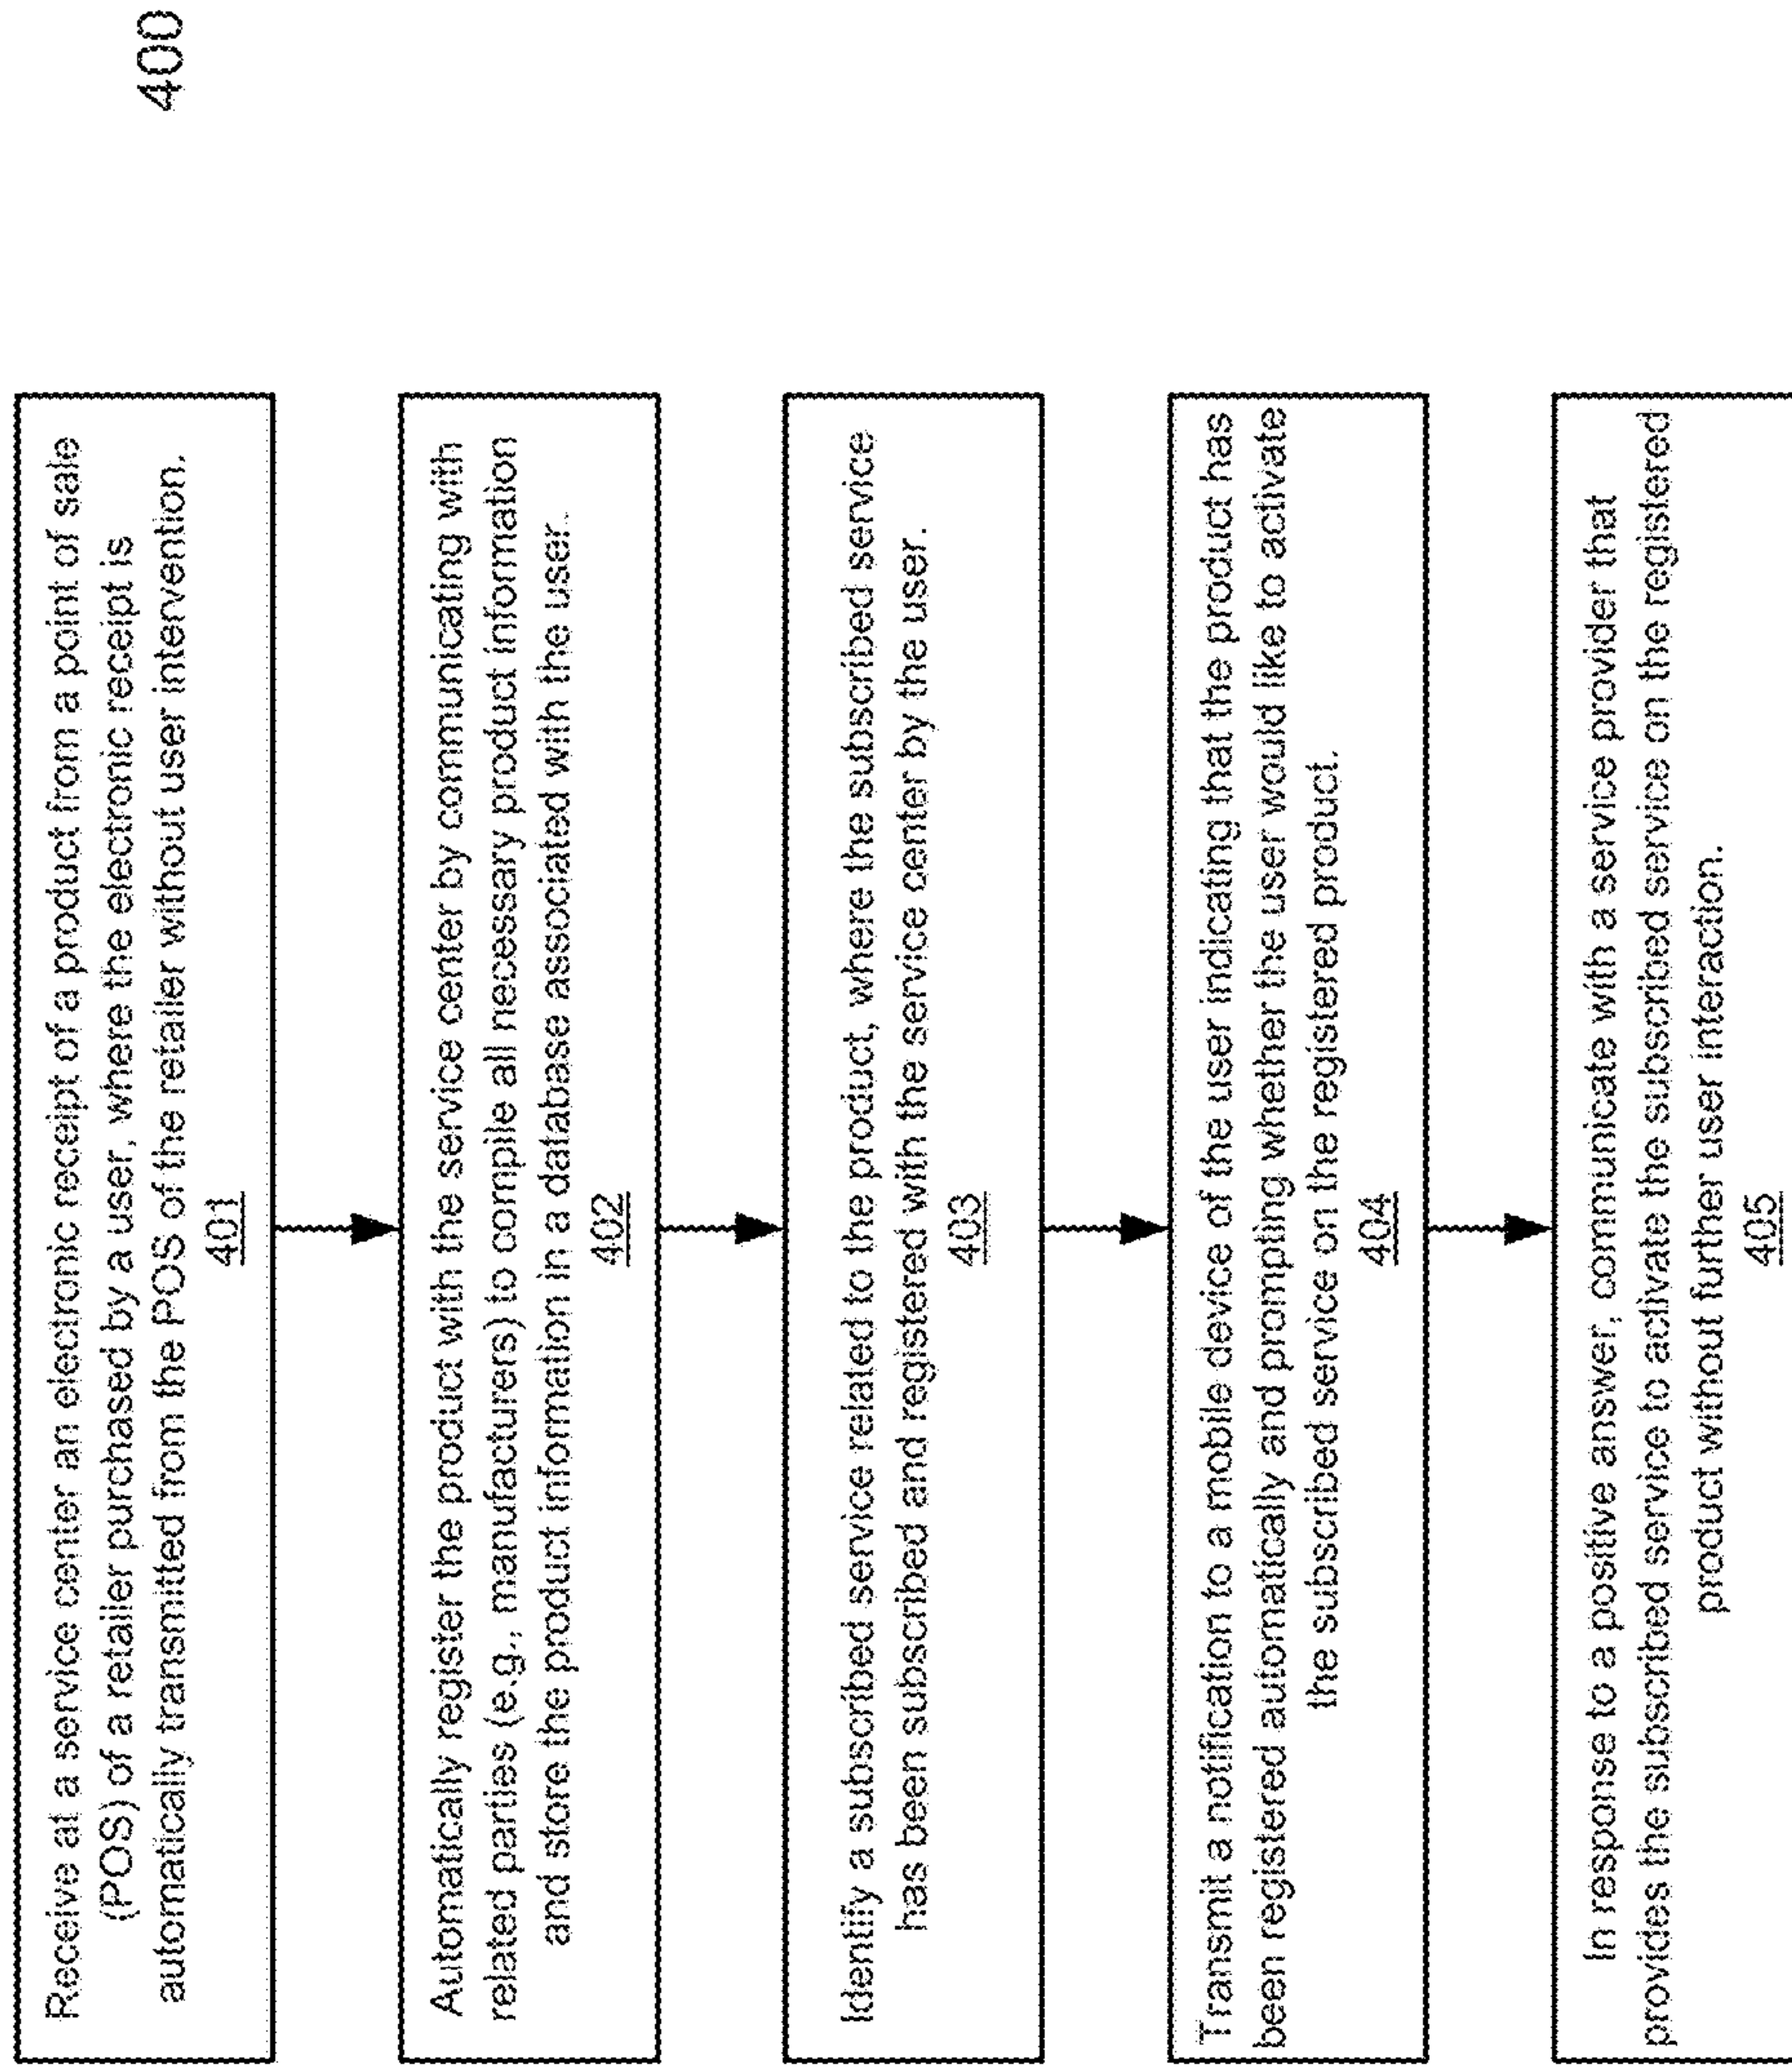 400
Receive at a service center an electronic receipt of a product from a point of sale
(POS) of a retailer purchased by a user, where the electronic receipt is
automatically transmitted from the POS of the retailer without user intervention.
401
Automatically register the product with the service center by communicating with
related parties (e.g., manufacturers) to compile all necessary product information
and store the product information in a database associated with the user.
402
Identify a subscribed service related to the product, where the subscribed service
has been subscribed and registered with the service center by the user.
403
Transmit a notification to a mobile device of the user indicating that the product has
been registered automatically and prompting whether the user would like to activate
the subscribed service on the registered product.
404
In response to a positive answer, communicate with a service provider that
provides the subscribed service to activate the subscribed service on the registered
product without further user interaction.
405